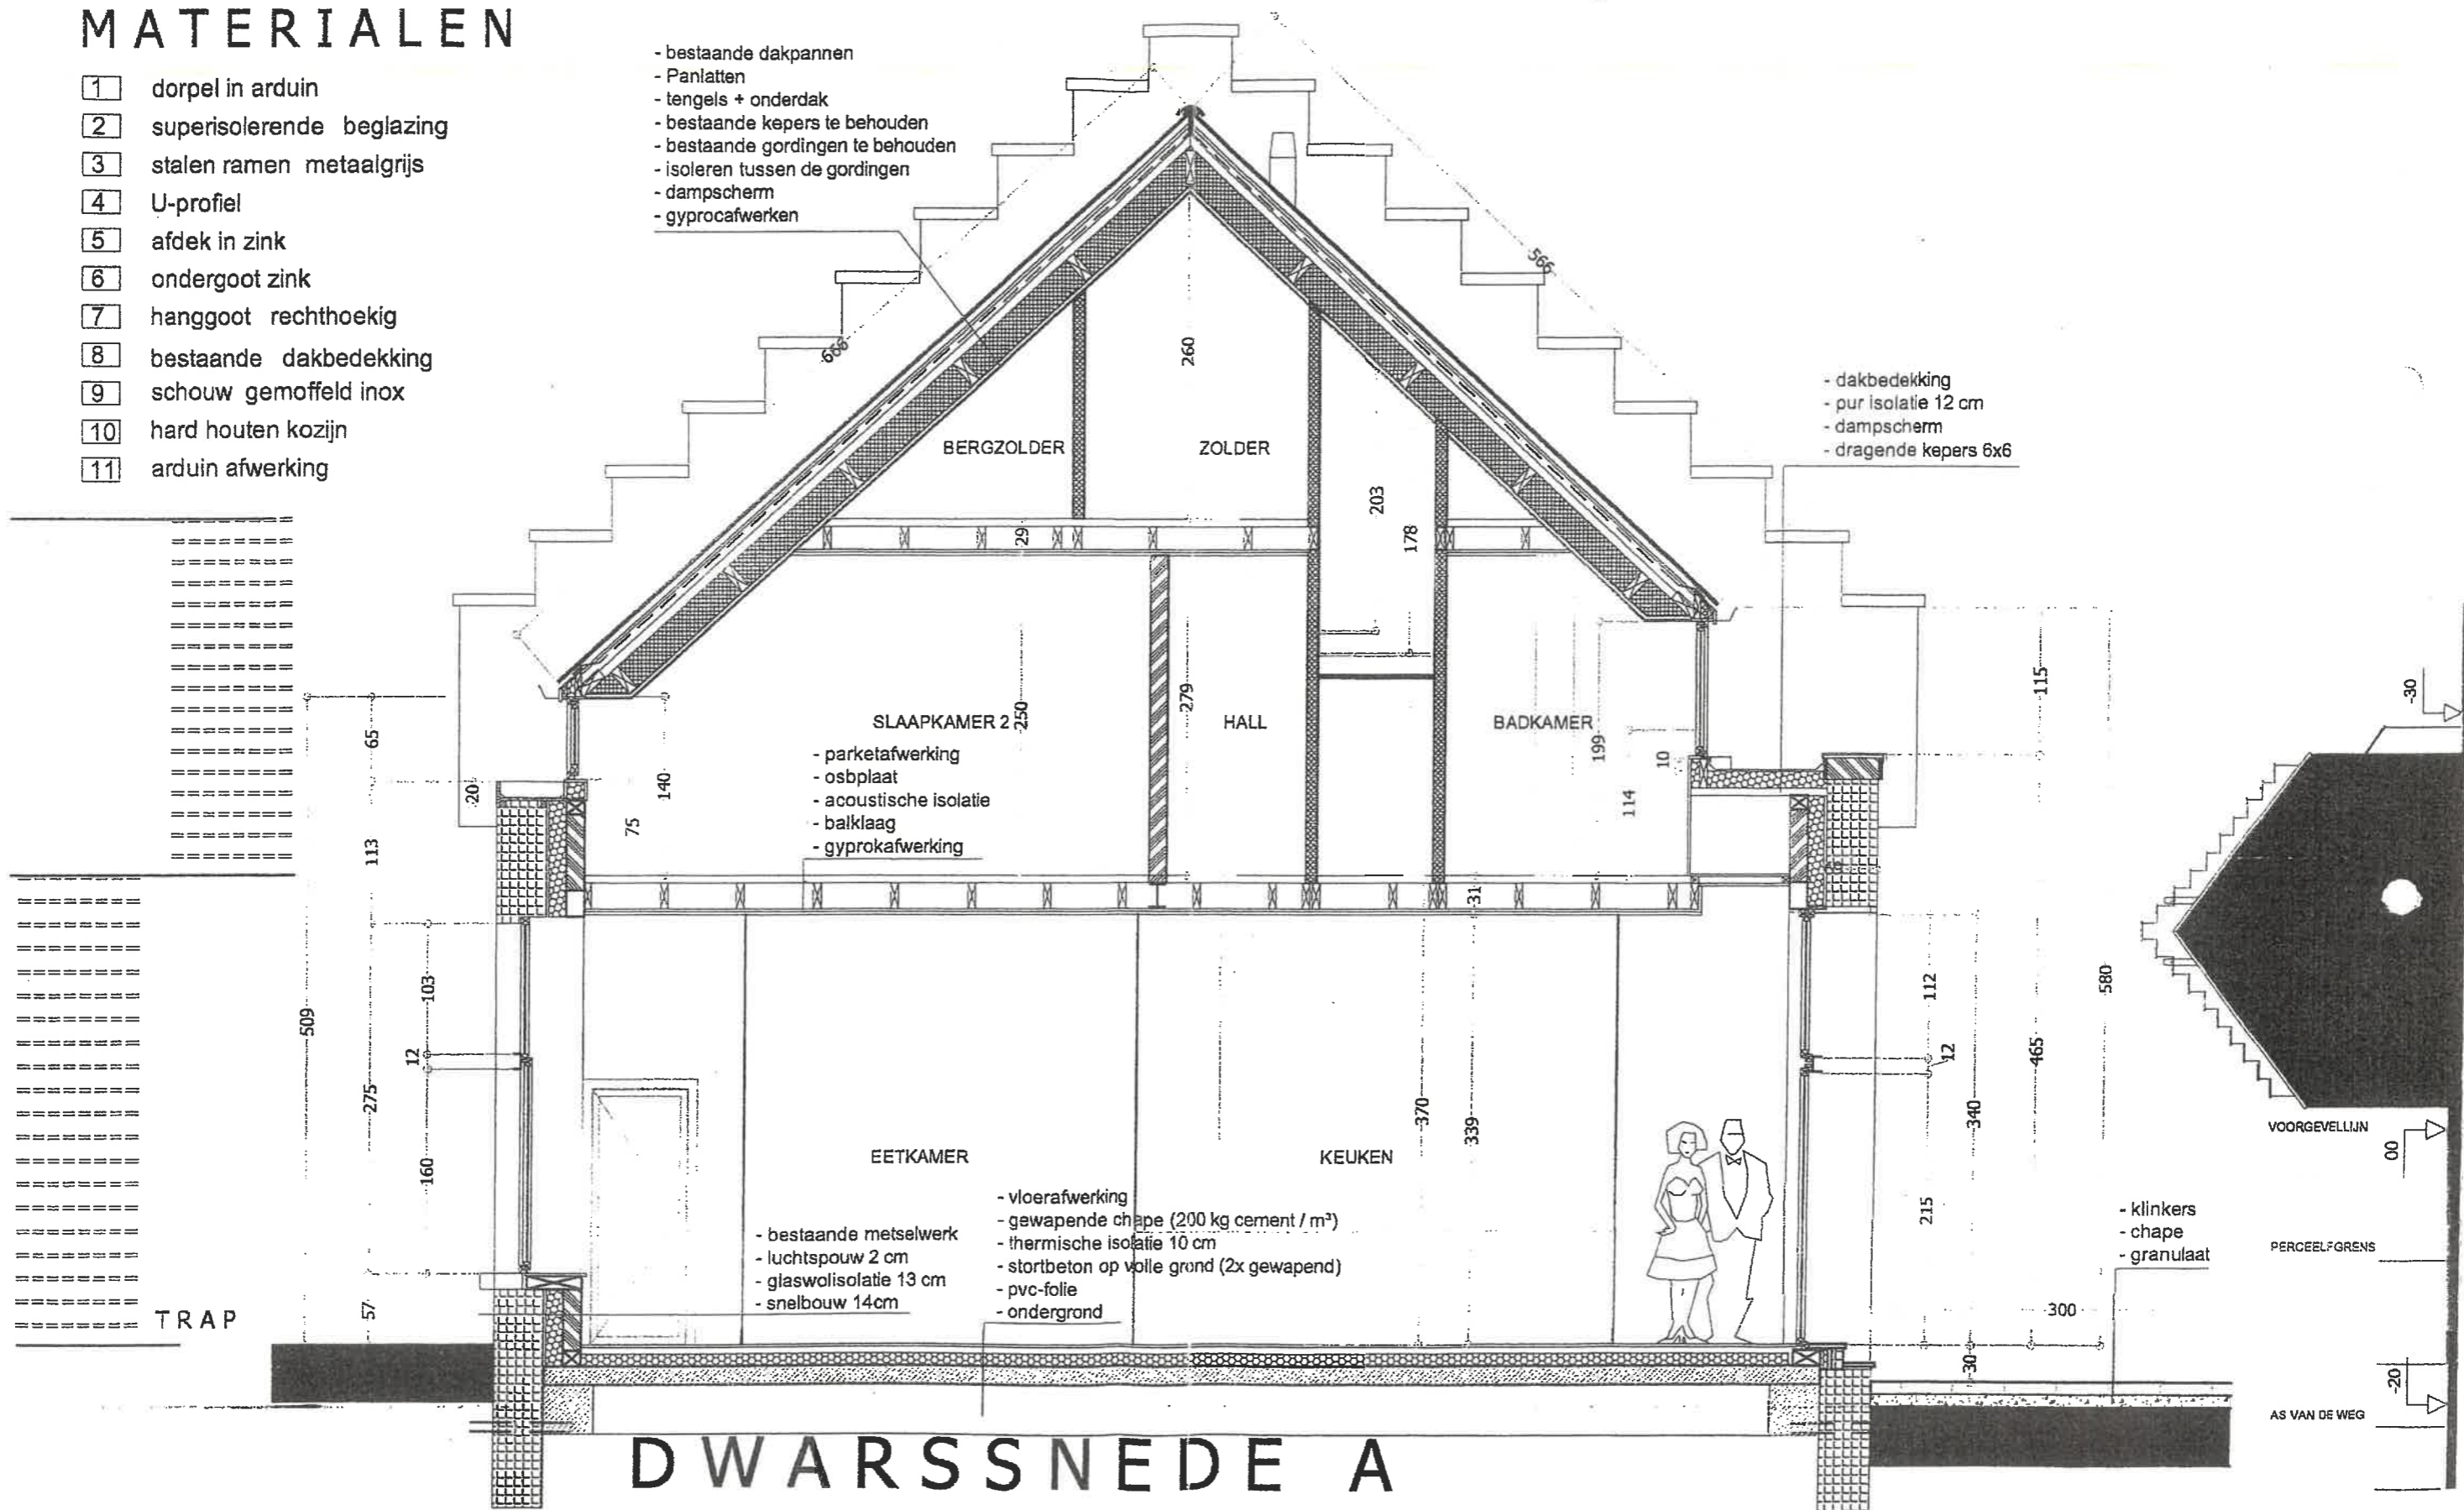 MATERIALEN
1 dorpel in arduin
2 superisolerende beglazing
3 stalen ramen metaalgrijs
4 U-profiel
5 afdek in zink
6 ondergoot zink
7 hanggoot rechthoekig
8 bestaande dakbedekking
9 schouw gemoffeld inox
10 hard houten kozijn
11 arduin afwerking
- bestaande dakpannen
- Panlatten
- tengels + onderdak
- bestaande kepers te behouden
- bestaande gordingen te behouden
- isoleren tussen de gordingen
- dampscherm
- gyprocafwerken
666
566
260
- dakbedekking
- pur isolatie 12 cm
- dampscherm
- dragende kepers 6x6
BERGZOLDER
ZOLDER
203
178
29
115
-30
SLAAPKAMER 2
250
279
HALL
BADKAMER
199
10
114
65
140
20
75
113
- parketafwerking
- osbplaat
- acoustische isolatie
- balklaag
- gyprokafwerking
31
509
103
12
275
160
57
112
12
580
465
340
215
370
339
EETKAMER
KEUKEN
- bestaande metselwerk
- luchtspouw 2 cm
- glaswolisolatie 13 cm
- snelbouw 14cm
- vloerafwerking
- gewapende chape (200 kg cement / m³)
- thermische isolatie 10 cm
- stortbeton op volle grond (2x gewapend)
- pvc-folie
- ondergrond
- klinkers
- chape
- granulaat
300
30
VOORGEVELLIJN
00
PERCEELFGRENS
-20
AS VAN DE WEG
TRAP
DWARSSNEDE A